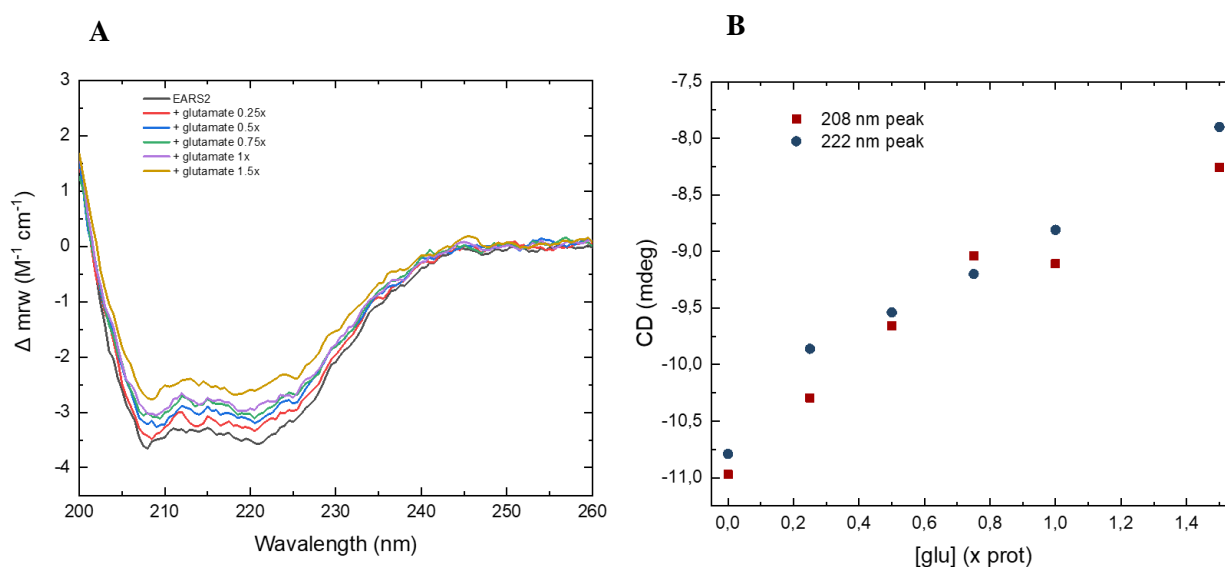 A
3
2
1
0
-1
-2
-3
-4
Δ mrw (M⁻¹ cm⁻¹)
EARS2
+ glutamate 0.25x
+ glutamate 0.5x
+ glutamate 0.75x
+ glutamate 1x
+ glutamate 1.5x
200 210 220 230 240 250 260
Wavalength (nm)
B
-7,5
-8,0
-8,5
-9,0
-9,5
-10,0
-10,5
-11,0
CD (mdeg)
208 nm peak
222 nm peak
0,0 0,2 0,4 0,6 0,8 1,0 1,2 1,4
[glu] (x prot)